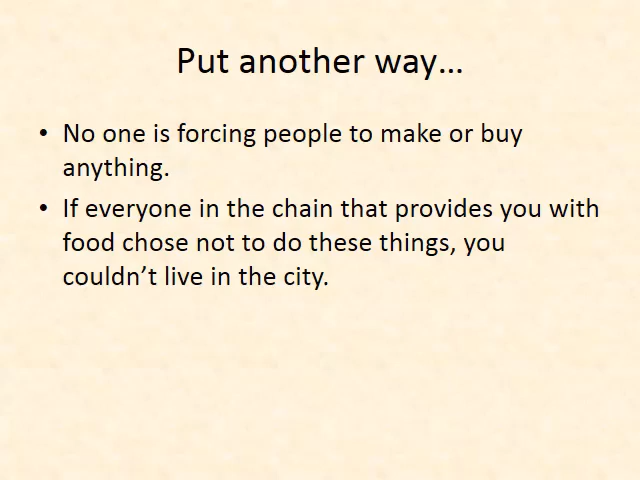 Put another way…
• No one is forcing people to make or buy
anything.
• If everyone in the chain that provides you with
food chose not to do these things, you
couldn’t live in the city.